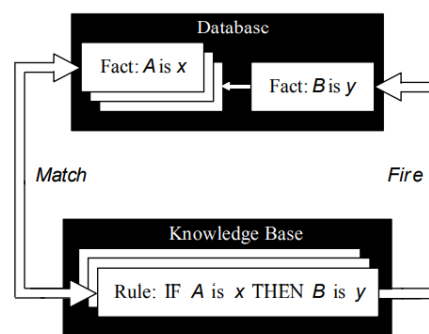 Database
Fact: A is x
Fact: B is y
Match
Fire
Knowledge Base
Rule: IF A is x THEN B is y